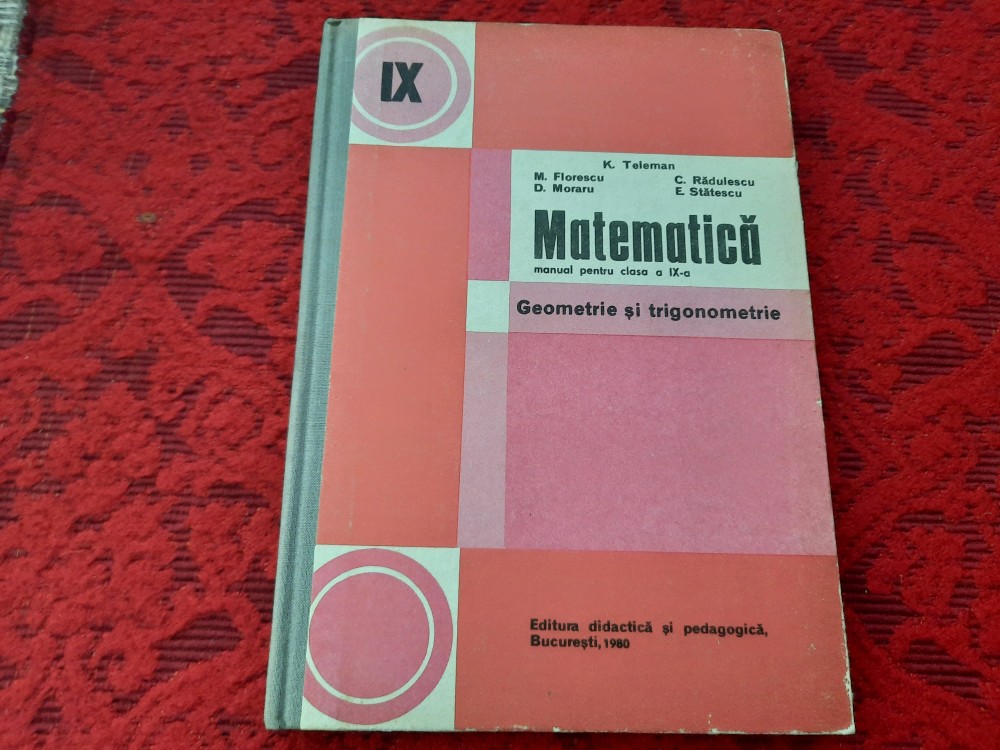 IX
K. Teleman
M. Florescu C. Rădulescu
D. Moraru E. Stătescu
Matematică
manual pentru clasa a IX-a
Geometrie și trigonometrie
Editura didactică și pedagogică,
București, 1980